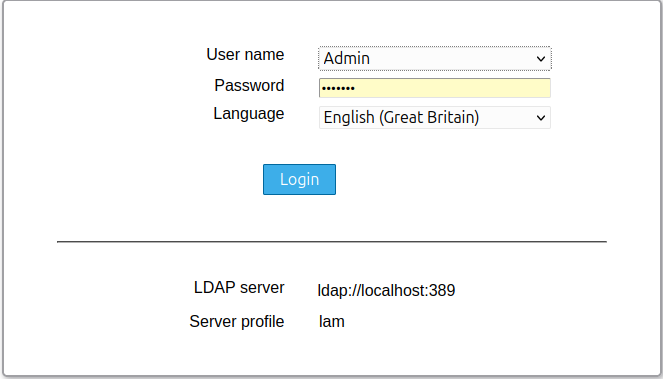 User name Admin
Password •••••••
Language English (Great Britain)
Login
LDAP server ldap://localhost:389
Server profile lam